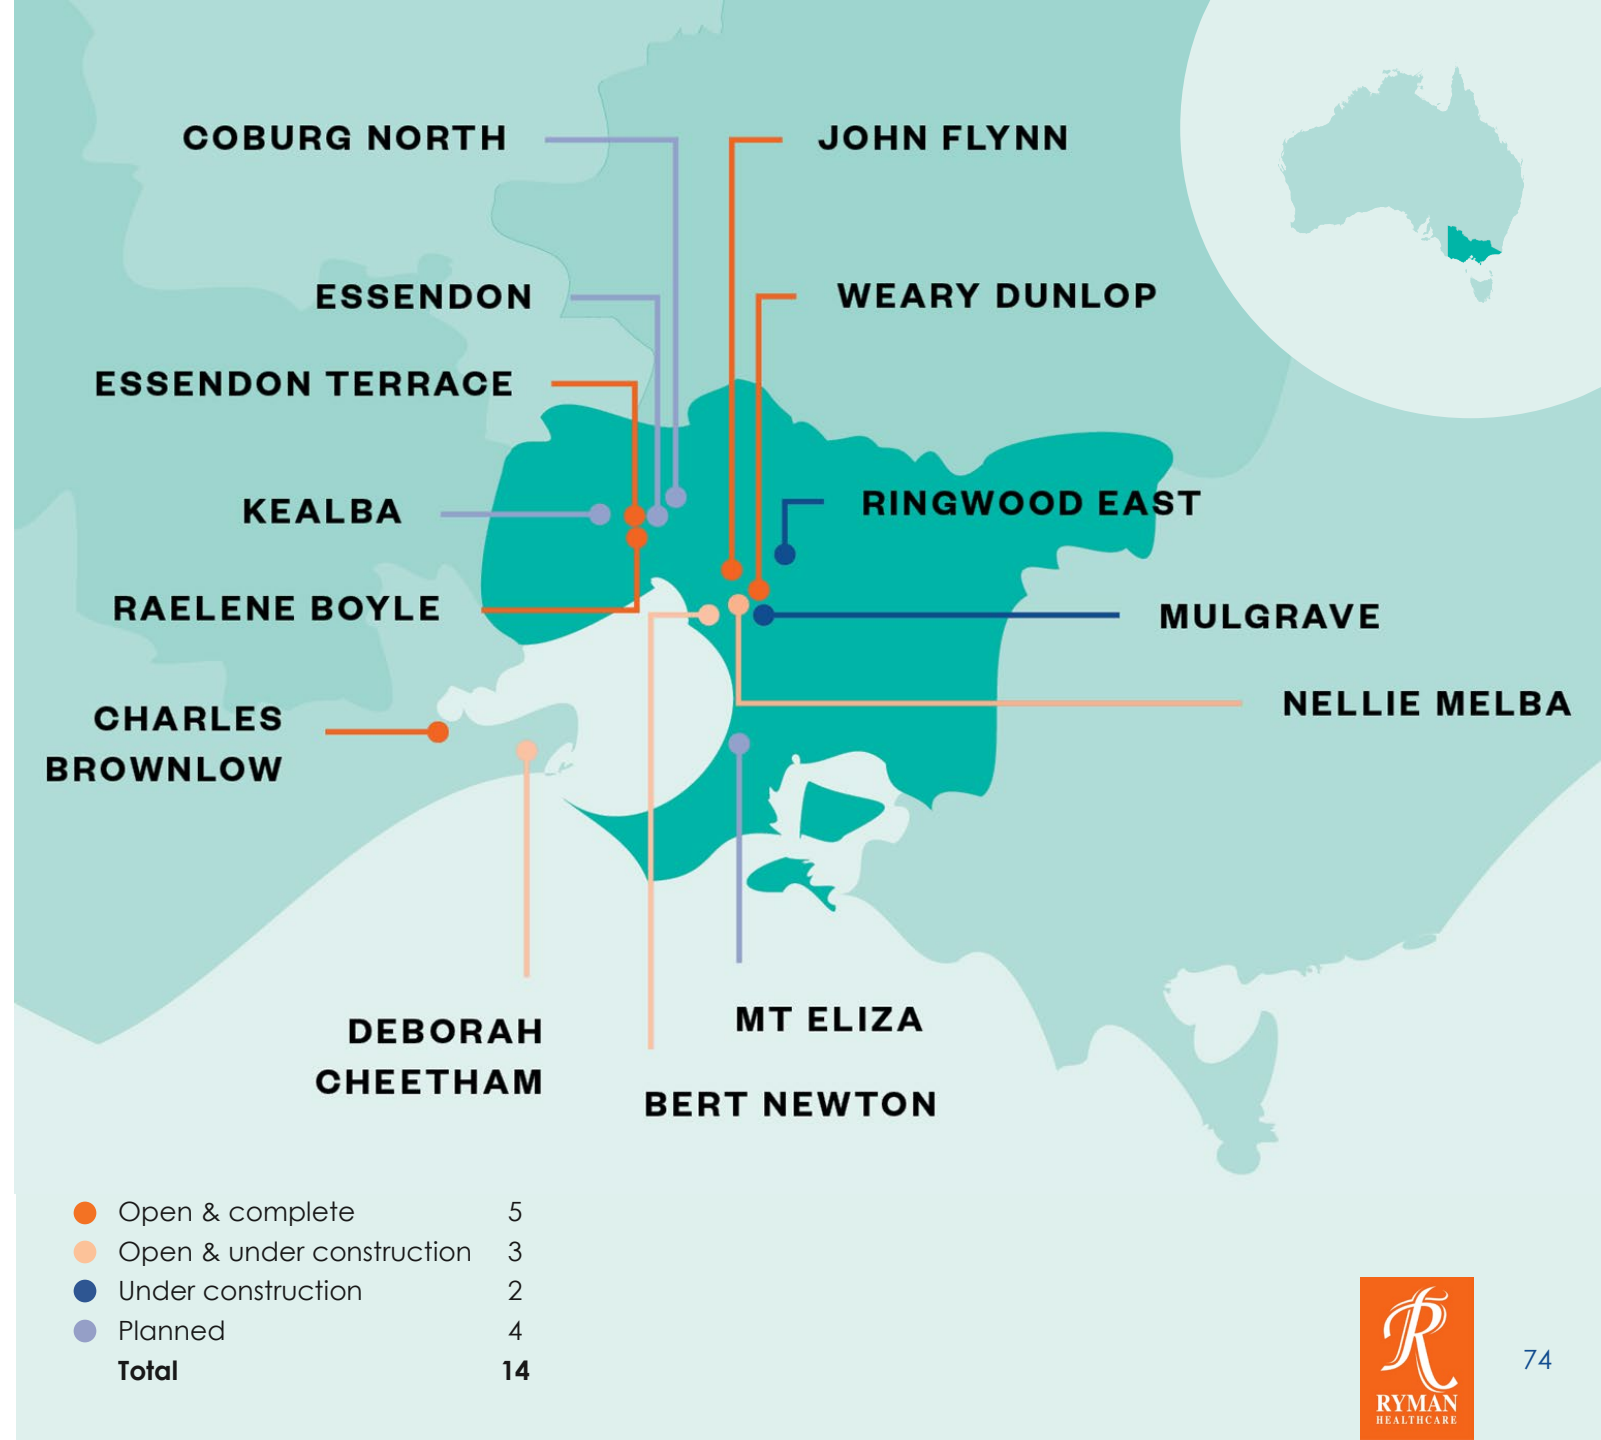 COBURG NORTH
JOHN FLYNN
ESSENDON
WEARY DUNLOP
ESSENDON TERRACE
KEALBA
RINGWOOD EAST
RAELENE BOYLE
MULGRAVE
NELLIE MELBA
CHARLES
BROWNLOW
DEBORAH
CHEETHAM
MT ELIZA
BERT NEWTON
Open & complete 5
Open & under construction 3
Under construction 2
Planned 4
Total 14
R
RYMAN
HEALTHCARE
74